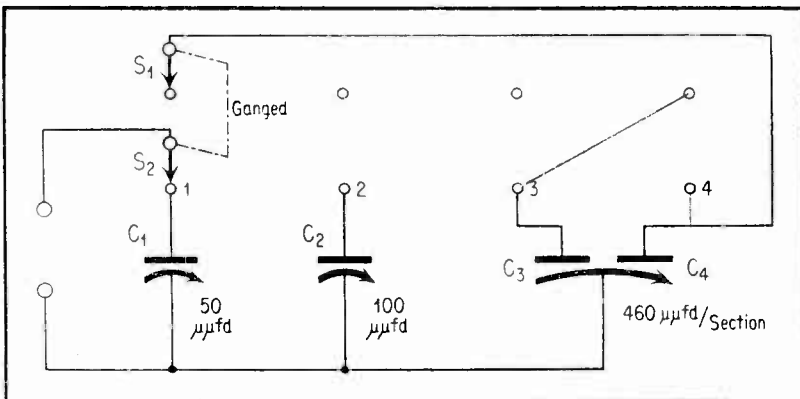 S1
Ganged
S2
1
2
3
4
C1
C2
C3
C4
50
μμfd
100
μμfd
460 μμfd/Section